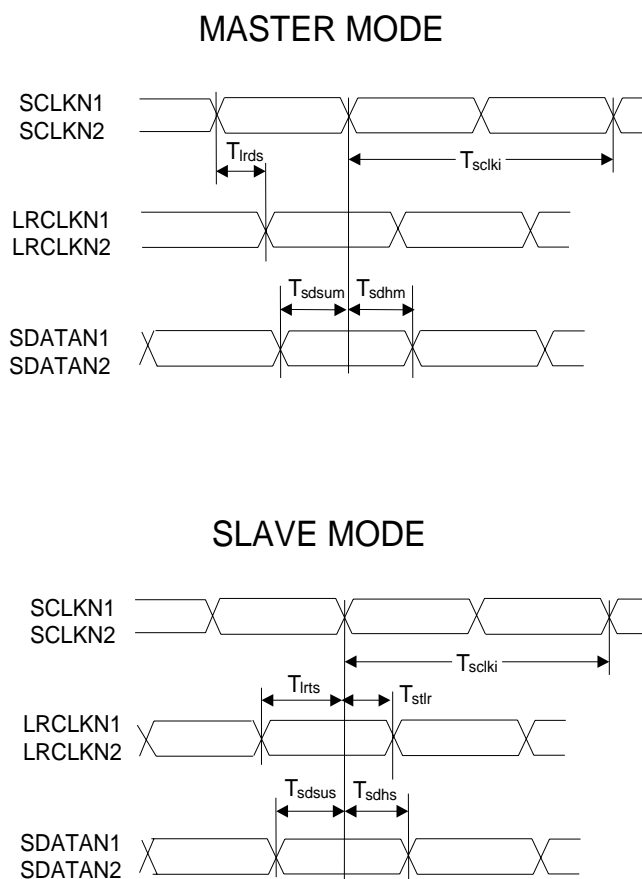 MASTER MODE
SCLKN1
SCLKN2
Tlrds
Tsclki
LRCLKN1
LRCLKN2
Tsdsum
Tsdhm
SDATAN1
SDATAN2
SLAVE MODE
SCLKN1
SCLKN2
Tsclki
Tlrts
Tstlr
LRCLKN1
LRCLKN2
Tsdsus
Tsdhs
SDATAN1
SDATAN2